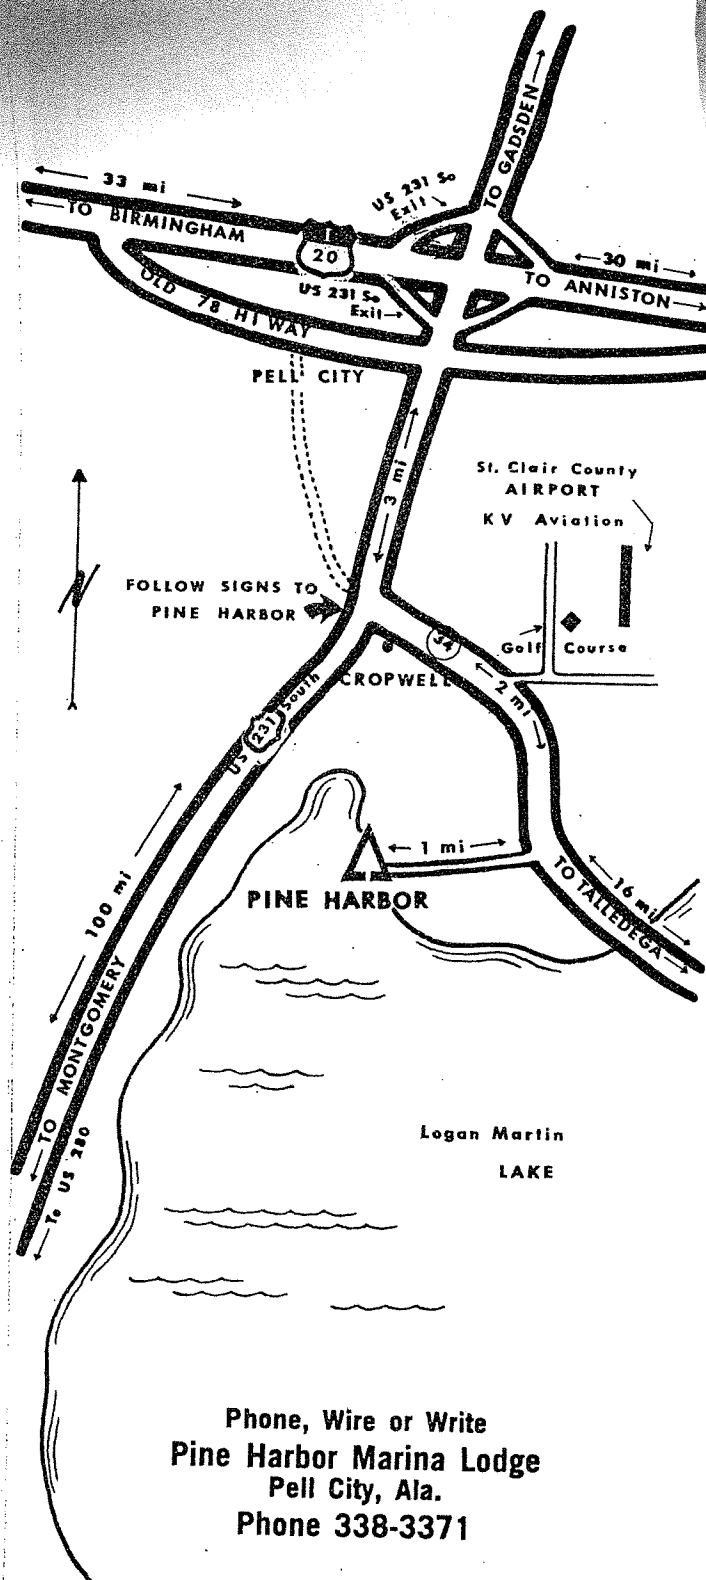 TO GADSDEN
33 mi
US 231 So
Exit
TO BIRMINGHAM
I
20
30 mi
TO ANNISTON
US 231 So
Exit
OLD 78 HIWAY
PELL CITY
3 mi
St. Clair County
AIRPORT
KV Aviation
N
FOLLOW SIGNS TO
PINE HARBOR
34
Golf Course
CROPWELL
2 mi
US 231 South
1 mi
PINE HARBOR
16 mi
TO TALLEDEGA
100 mi
TO MONTGOMERY
To US 280
Logan Martin
LAKE
Phone, Wire or Write
Pine Harbor Marina Lodge
Pell City, Ala.
Phone 338-3371